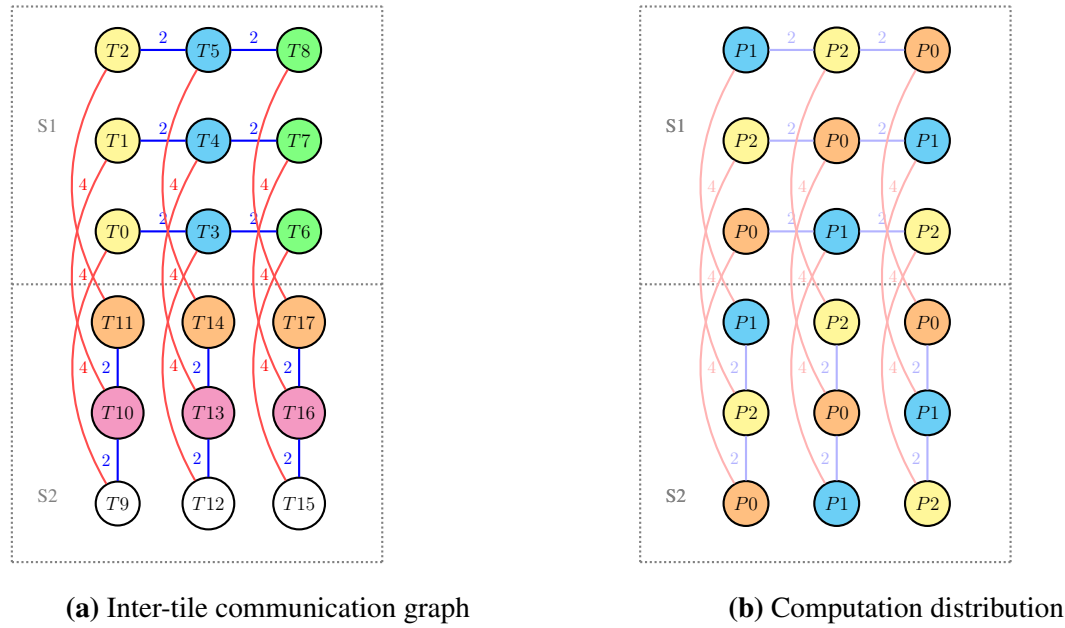 T2 2 T5 2 T8
S1
T1 2 T4 2 T7
4 4 4
T0 2 T3 2 T6
4 4 4
T11 T14 T17
4 2 4 2 4 2
T10 T13 T16
2 2 2
S2
T9 T12 T15
(a) Inter-tile communication graph
P1 2 P2 2 P0
S1
P2 2 P0 2 P1
4 4 4
P0 2 P1 2 P2
4 4 4
P1 P2 P0
4 2 4 2 4 2
P2 P0 P1
2 2 2
S2
P0 P1 P2
(b) Computation distribution